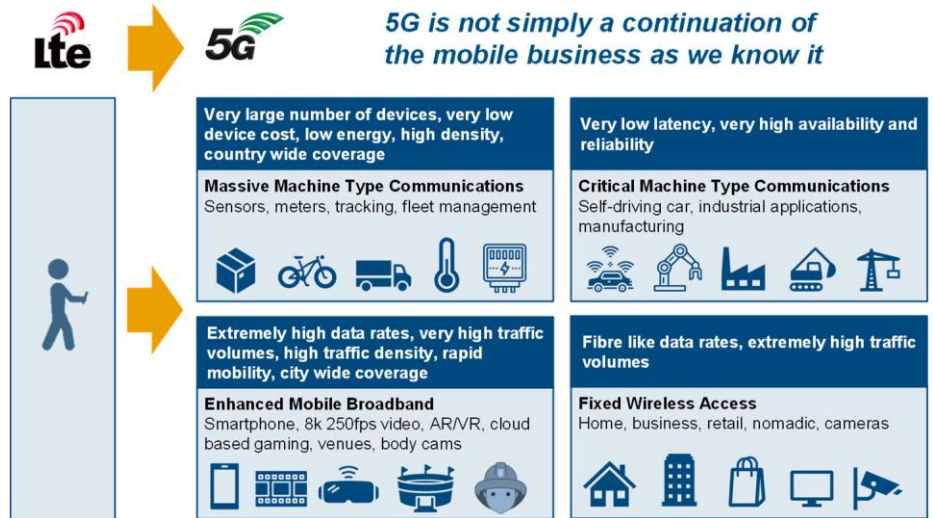 Lte
5G
5G is not simply a continuation of
the mobile business as we know it
Very large number of devices, very low
device cost, low energy, high density,
country wide coverage
Massive Machine Type Communications
Sensors, meters, tracking, fleet management
Very low latency, very high availability and
reliability
Critical Machine Type Communications
Self-driving car, industrial applications,
manufacturing
Extremely high data rates, very high traffic
volumes, high traffic density, rapid
mobility, city wide coverage
Enhanced Mobile Broadband
Smartphone, 8k 250fps video, AR/VR, cloud
based gaming, venues, body cams
Fibre like data rates, extremely high traffic
volumes
Fixed Wireless Access
Home, business, retail, nomadic, cameras